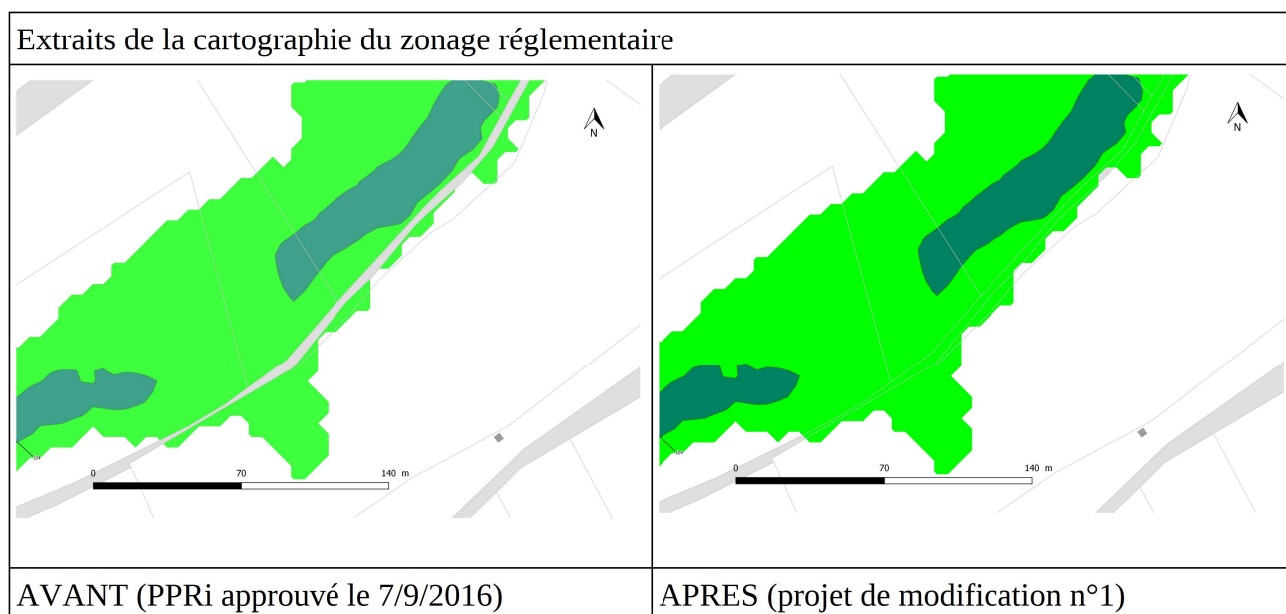 Extraits de la cartographie du zonage réglementaire
N
N
0 70 140 m
0 70 140 m
AVANT (PPRi approuvé le 7/9/2016)
APRES (projet de modification n°1)